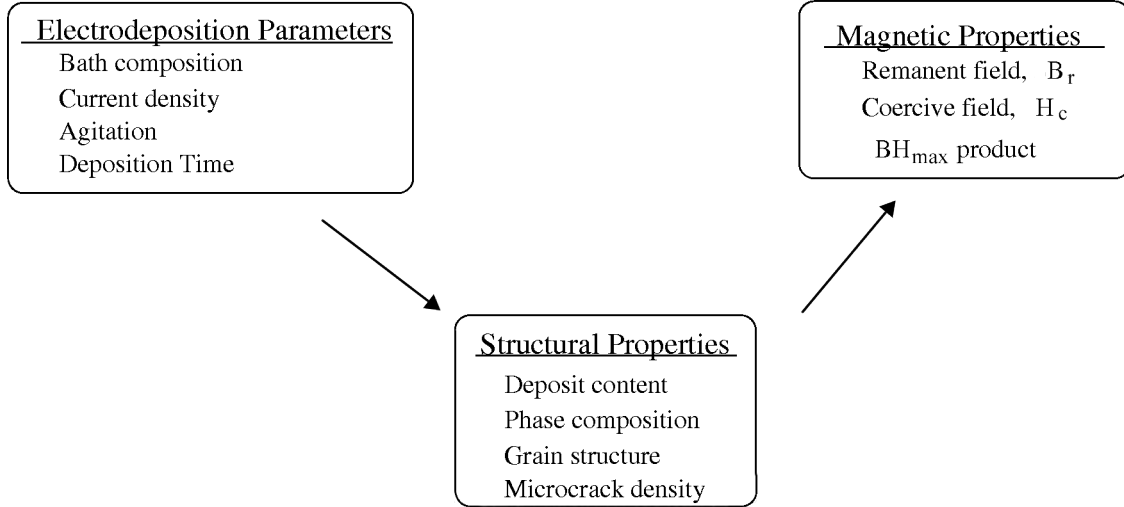 Electrodeposition Parameters
Bath composition
Current density
Agitation
Deposition Time
Magnetic Properties
Remanent field, Br
Coercive field, Hc
BHmax product
Structural Properties
Deposit content
Phase composition
Grain structure
Microcrack density